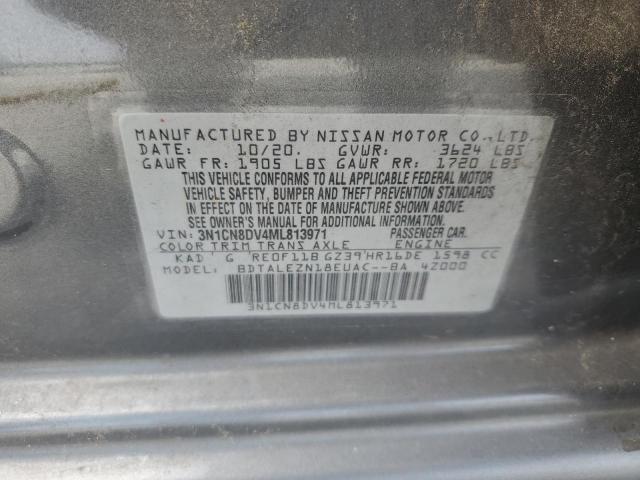 MANUFACTURED BY NISSAN MOTOR CO.,LTD.
DATE: 10/20. GVWR: 3624 LBS
GAWR FR: 1905 LBS GAWR RR: 1720 LBS
THIS VEHICLE CONFORMS TO ALL APPLICABLE FEDERAL MOTOR
VEHICLE SAFETY, BUMPER AND THEFT PREVENTION STANDARDS
IN EFFECT ON THE DATE OF MANUFACTURE SHOWN ABOVE.
SEE OWNER'S MANUAL FOR ADDITIONAL INFORMATION.
VIN: 3N1CN8DV4ML813971 PASSENGER CAR.
COLOR TRIM TRANS AXLE ENGINE
KAD G RE0F11B GZ39 HR16DE 1598 CC
MODEL: BDTALEZN18EUAC--BA 4Z000
3N1CN8DV4ML813971